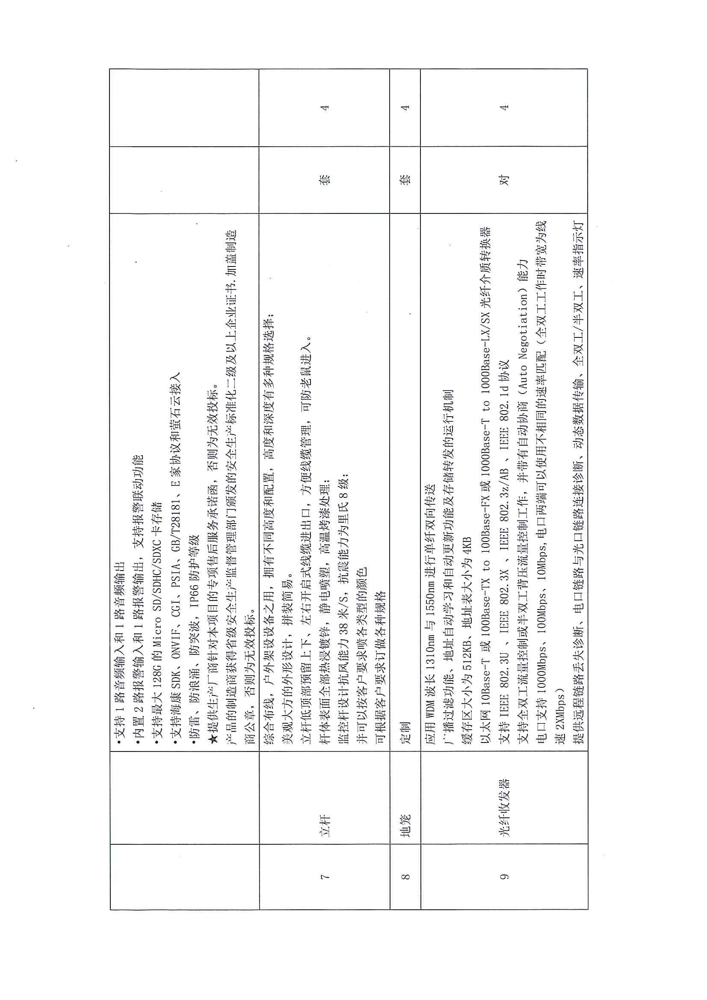 •支持 1 路音频输入和 1 路音频输出
•内置 2 路报警输入和 1 路报警输出，支持报警联动功能
•支持最大 128G 的 Micro SD/SDHC/SDXC 卡存储
•支持海康 SDK、ONVIF、CGI、PSIA、GB/T28181、E 家协议和萤石云接入
•防雷、防浪涌、防突波，IP66 防护等级
★提供生产厂商针对本项目的专项售后服务承诺函，否则为无效投标。
产品的制造商获得省级安全生产监督管理部门颁发的安全生产标准化二级及以上企业证书.加盖制造
商公章，否则为无效投标。
7
立杆
综合布线，户外架设设备之用，拥有不同高度和配置，高度和深度有多种规格选择；
美观大方的外形设计，拼装简易。
立杆低顶部预留上下、左右开启式线缆进出口，方便线缆管理，可防老鼠进入。
杆体表面全部热浸镀锌，静电喷塑，高温烤漆处理；
监控杆设计抗风能力 38 米/S，抗震能力为里氏 8 级；
并可以按客户要求喷各类型的颜色
可根据客户要求订做各种规格
套
4
8
地笼
定制
套
4
9
光纤收发器
应用 WDM 波长 1310nm 与 1550nm 进行单纤双向传送
广播过滤功能、地址自动学习和自动更新功能及存储转发的运行机制
缓存区大小为 512KB、地址表大小为 4KB
以太网 10Base-T 或 100Base-TX to 100Base-FX 或 1000Base-T to 1000Base-LX/SX 光纤介质转换器
支持 IEEE 802.3U 、IEEE 802.3X 、IEEE 802.3z/AB 、IEEE 802.1d 协议
支持全双工流量控制或半双工背压流量控制工作，并带有自动协商（Auto Negotiation）能力
电口支持 1000Mbps、100Mbps、10Mbps,电口两端可以使用不相同的速率匹配（全双工工作时带宽为线
速 2XMbps）
提供远程链路丢失诊断、电口链路与光口链路连接诊断、动态数据传输、全双工/半双工、速率指示灯
对
4